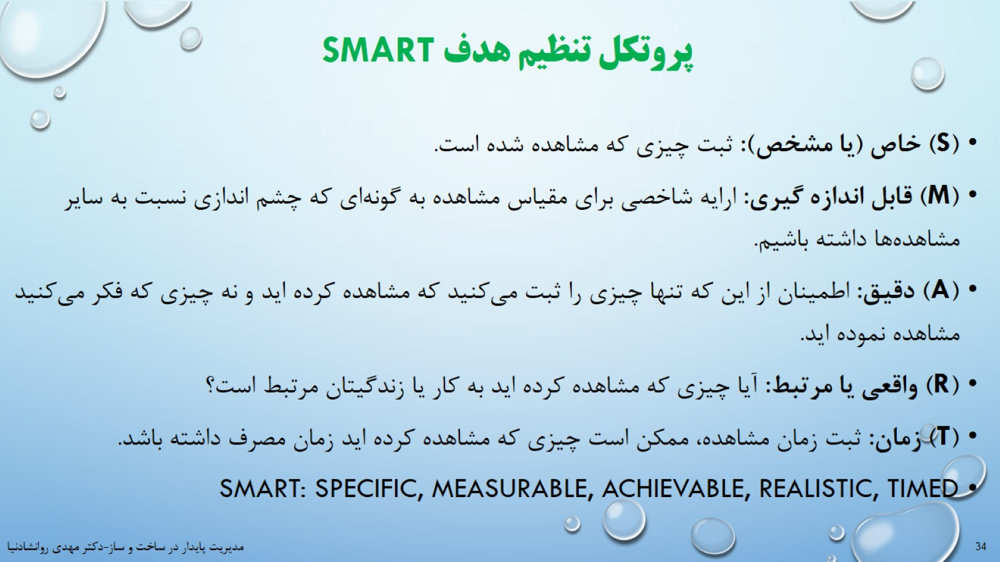 پروتکل تنظیم هدف SMART
• (S) خاص (یا مشخص): ثبت چیزی که مشاهده شده است.
• (M) قابل اندازه گیری: ارایه شاخصی برای مقیاس مشاهده به گونه‌ای که چشم اندازی نسبت به سایر
مشاهده‌ها داشته باشیم.
• (A) دقیق: اطمینان از این که تنها چیزی را ثبت می‌کنید که مشاهده کرده اید و نه چیزی که فکر می‌کنید
مشاهده نموده اید.
• (R) واقعی یا مرتبط: آیا چیزی که مشاهده کرده اید به کار یا زندگیتان مرتبط است؟
• (T) زمان: ثبت زمان مشاهده، ممکن است چیزی که مشاهده کرده اید زمان مصرف داشته باشد.
• SMART: SPECIFIC, MEASURABLE, ACHIEVABLE, REALISTIC, TIMED
34
مدیریت پایدار در ساخت و ساز-دکتر مهدی روانشادنیا